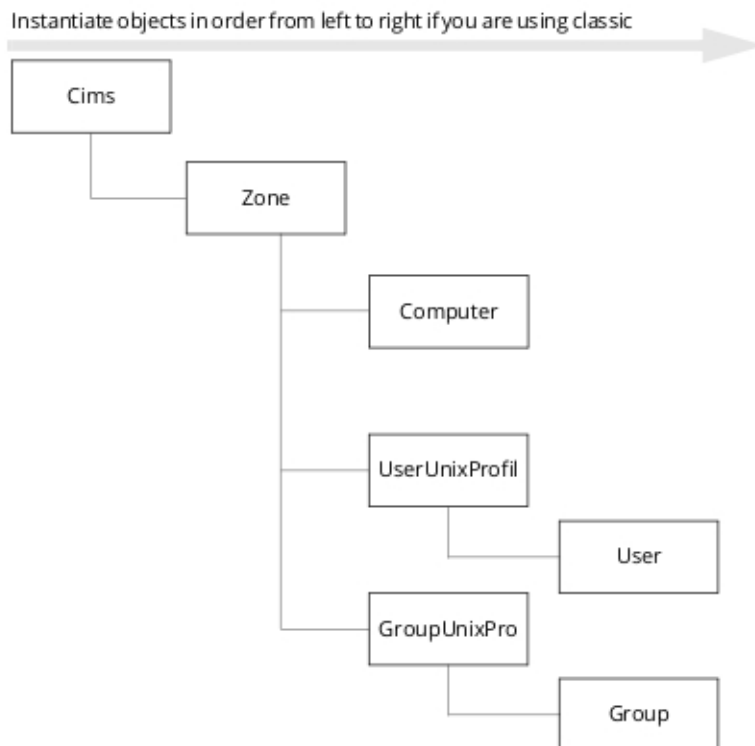 Instantiate objects in order from left to right if you are using classic
Cims
Zone
Computer
UserUnixProfil
User
GroupUnixPro
Group